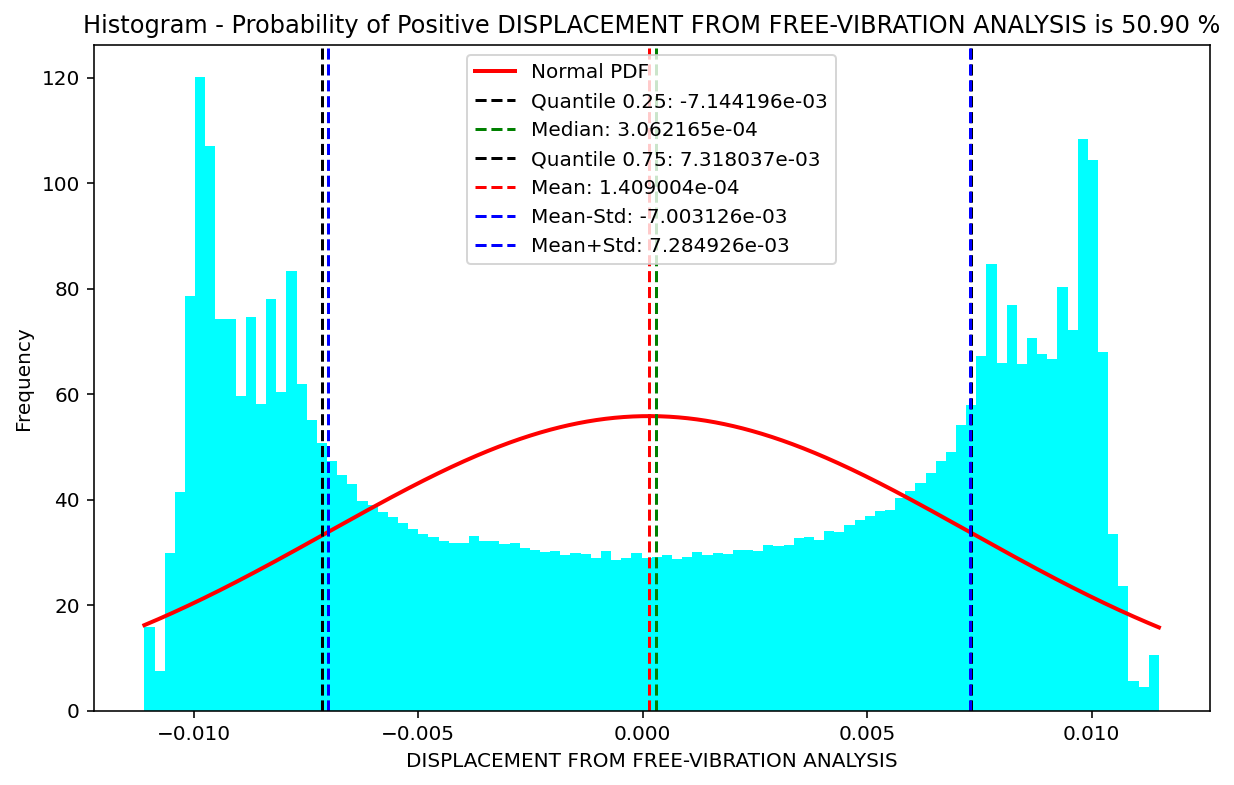 Histogram - Probability of Positive DISPLACEMENT FROM FREE-VIBRATION ANALYSIS is 50.90 %
Normal PDF
Quantile 0.25: -7.144196e-03
Median: 3.062165e-04
Quantile 0.75: 7.318037e-03
Mean: 1.409004e-04
Mean-Std: -7.003126e-03
Mean+Std: 7.284926e-03
Frequency
120
100
80
60
40
20
0
−0.010
−0.005
0.000
0.005
0.010
DISPLACEMENT FROM FREE-VIBRATION ANALYSIS